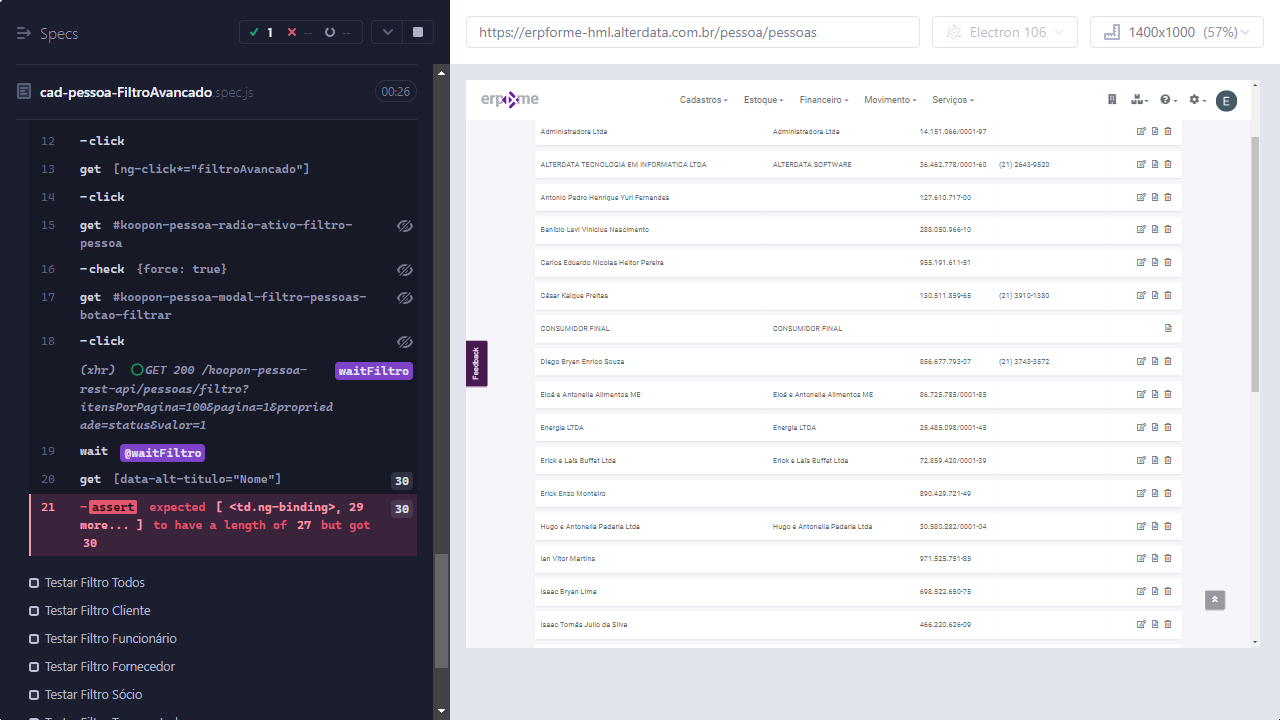 Specs
1
--
--
cad-pessoa-FiltroAvancado.spec.js
00:26
12 -click
13 get [ng-click*="filtroAvancado"]
14 -click
15 get #koopon-pessoa-radio-ativo-filtro-
pessoa
16 -check {force: true}
17 get #koopon-pessoa-modal-filtro-pessoas-
botao-filtrar
18 -click
(xhr) GET 200 /koopon-pessoa-
waitFiltro
rest-api/pessoas/filtro?
itensPorPagina=100&pagina=1&propried
ade=status&valor=1
19 wait @waitFiltro
20 get [data-alt-titulo="Nome"] 30
21 -assert expected [ <td.ng-binding>, 29 30
more... ] to have a length of 27 but got
30
Testar Filtro Todos
Testar Filtro Cliente
Testar Filtro Funcionário
Testar Filtro Fornecedor
Testar Filtro Sócio
https://erpforme-hml.alterdata.com.br/pessoa/pessoas
Electron 106
1400x1000 (57%)
erp me
Cadastros Estoque Financeiro Movimento Serviços
E
Administradora Ltda Administradora Ltda 14.151.066/0001-97
ALTERDATA TECNOLOGIA EM INFORMATICA LTDA ALTERDATA SOFTWARE 36.462.778/0001-60 (21) 2643-9520
Antonio Pedro Henrique Yuri Fernandes 127.610.717-00
Benício Levi Vinicius Nascimento 288.050.966-10
Carlos Eduardo Nicolas Heitor Pereira 955.191.611-51
César Kaique Freitas 130.511.859-65 (21) 3910-1380
CONSUMIDOR FINAL CONSUMIDOR FINAL
Diego Bryan Enrico Souza 856.677.793-07 (21) 3743-3572
Eloá e Antonella Alimentos ME Eloá e Antonella Alimentos ME 86.725.785/0001-85
Energia LTDA Energia LTDA 25.485.098/0001-45
Erick e Laís Buffet Ltda Erick e Laís Buffet Ltda 72.859.420/0001-39
Erick Enzo Monteiro 890.429.721-49
Hugo e Antonella Padaria Ltda Hugo e Antonella Padaria Ltda 30.580.282/0001-04
Ian Vitor Martins 971.525.751-85
Isaac Bryan Lima 698.522.650-75
Isaac Tomás Julio da Silva 466.220.626-09
Feedback